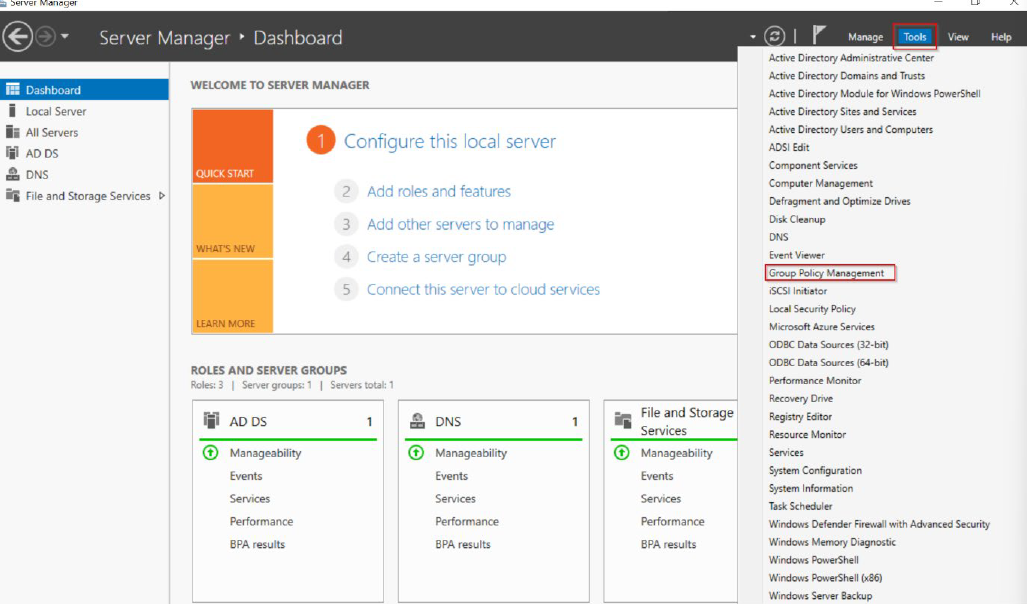 Server Manager
Server Manager ‣ Dashboard
Manage Tools View Help
Dashboard
Local Server
All Servers
AD DS
DNS
File and Storage Services
WELCOME TO SERVER MANAGER
QUICK START
WHAT'S NEW
LEARN MORE
1 Configure this local server
2 Add roles and features
3 Add other servers to manage
4 Create a server group
5 Connect this server to cloud services
ROLES AND SERVER GROUPS
Roles: 3 | Server groups: 1 | Servers total: 1
AD DS 1
Manageability
Events
Services
Performance
BPA results
DNS 1
Manageability
Events
Services
Performance
BPA results
File and Storage
Services
Manageability
Events
Services
Performance
BPA results
Active Directory Administrative Center
Active Directory Domains and Trusts
Active Directory Module for Windows PowerShell
Active Directory Sites and Services
Active Directory Users and Computers
ADSI Edit
Component Services
Computer Management
Defragment and Optimize Drives
Disk Cleanup
DNS
Event Viewer
Group Policy Management
iSCSI Initiator
Local Security Policy
Microsoft Azure Services
ODBC Data Sources (32-bit)
ODBC Data Sources (64-bit)
Performance Monitor
Recovery Drive
Registry Editor
Resource Monitor
Services
System Configuration
System Information
Task Scheduler
Windows Defender Firewall with Advanced Security
Windows Memory Diagnostic
Windows PowerShell
Windows PowerShell (x86)
Windows Server Backup